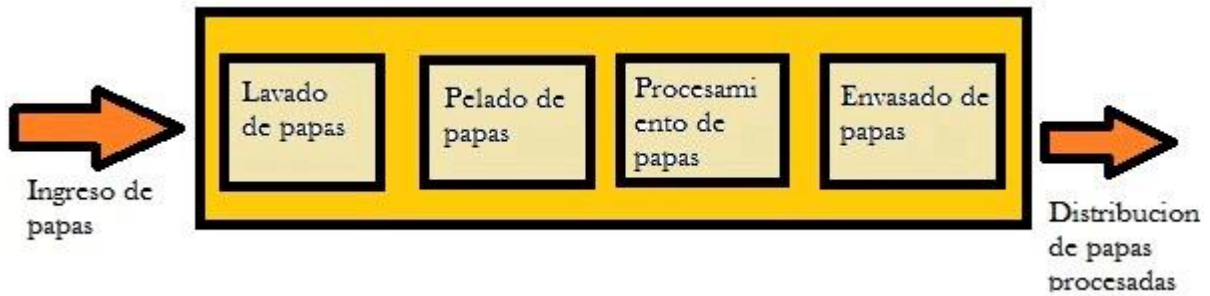 Ingreso de
papas
Lavado
de papas
Pelado de
papas
Procesami
ento de
papas
Envasado de
papas
Distribucion
de papas
procesadas